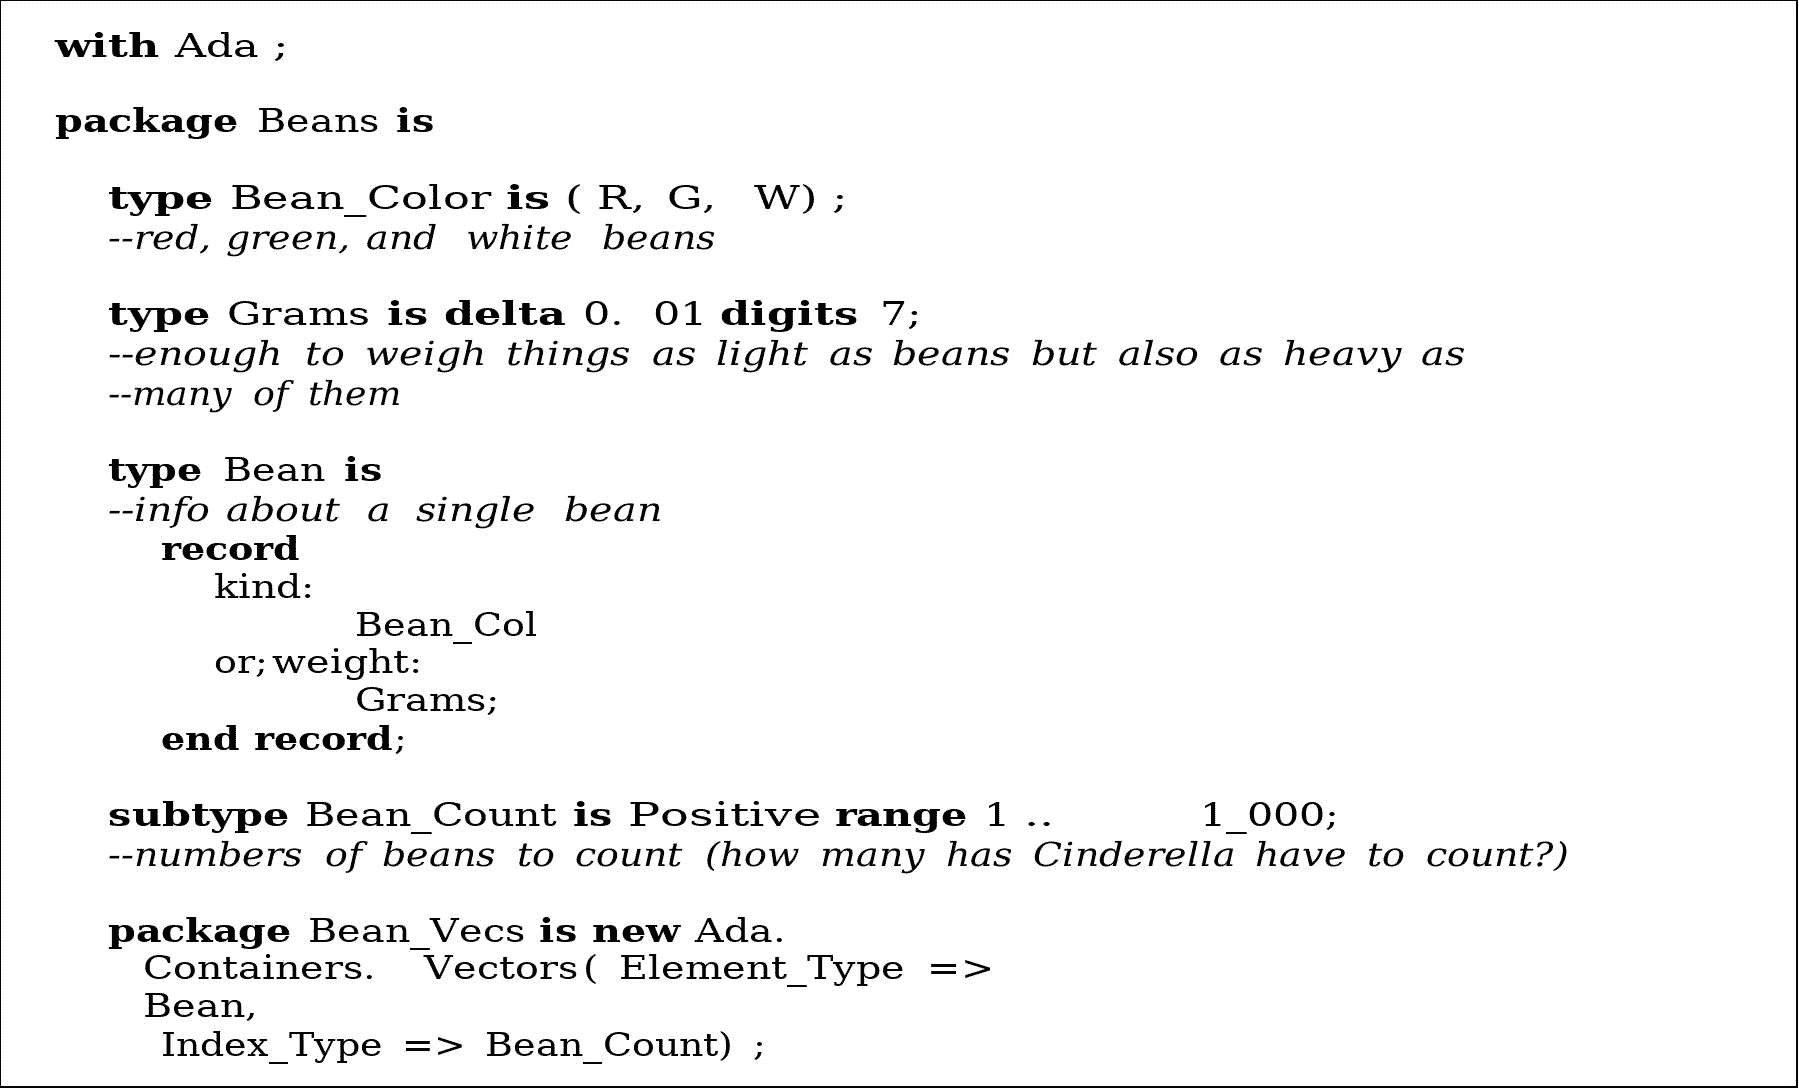 with Ada ;
package Beans is
type Bean_Color is ( R, G, W) ;
--red, green, and white beans
type Grams is delta 0. 01 digits 7;
--enough to weigh things as light as beans but also as heavy as
--many of them
type Bean is
--info about a single bean
record
kind:
Bean_Col
or;weight:
Grams;
end record;
subtype Bean_Count is Positive range 1 .. 1_000;
--numbers of beans to count (how many has Cinderella have to count?)
package Bean_Vecs is new Ada.
Containers. Vectors( Element_Type =>
Bean,
Index_Type => Bean_Count) ;